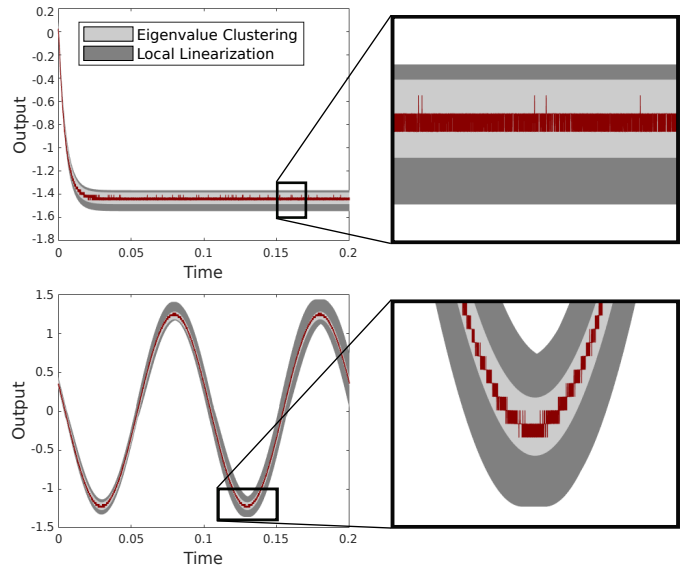 0.2
0
-0.2
-0.4
-0.6
-0.8
-1
-1.2
-1.4
-1.6
-1.8
Output
Eigenvalue Clustering
Local Linearization
0 0.05 0.1 0.15 0.2
Time
1.5
1
0.5
0
-0.5
-1
-1.5
Output
0 0.05 0.1 0.15 0.2
Time